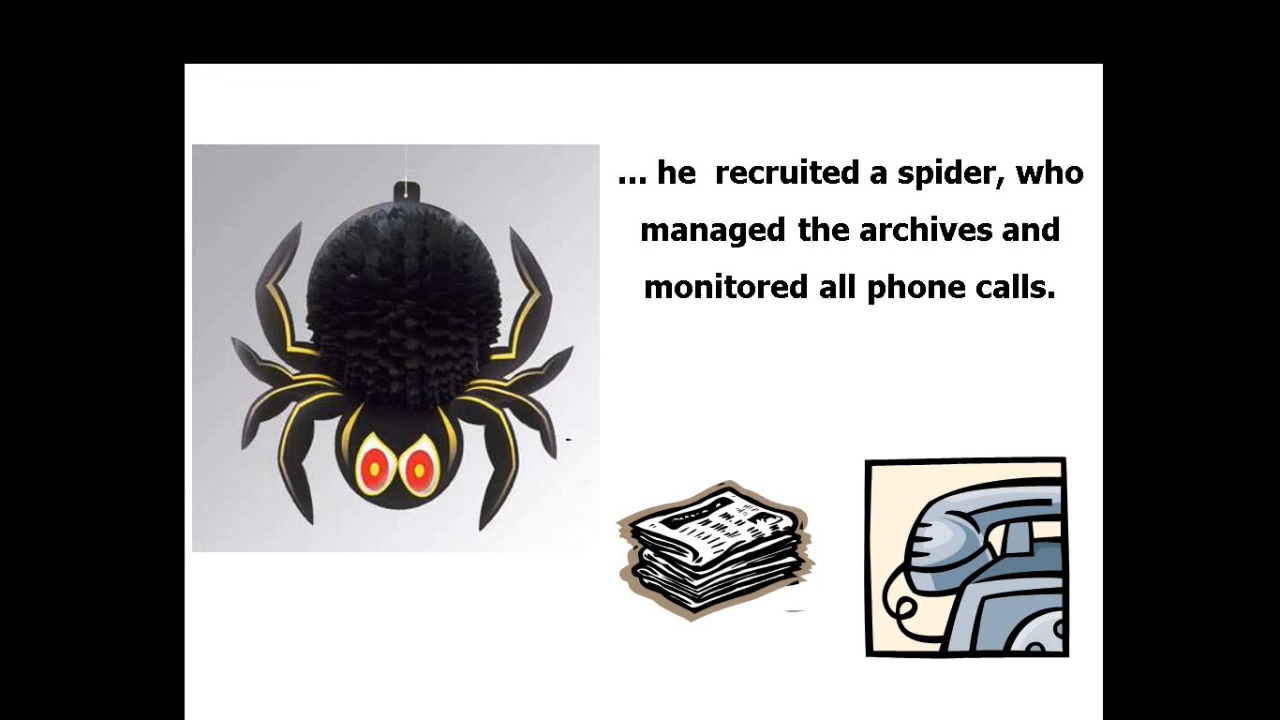 ... he recruited a spider, who
managed the archives and
monitored all phone calls.